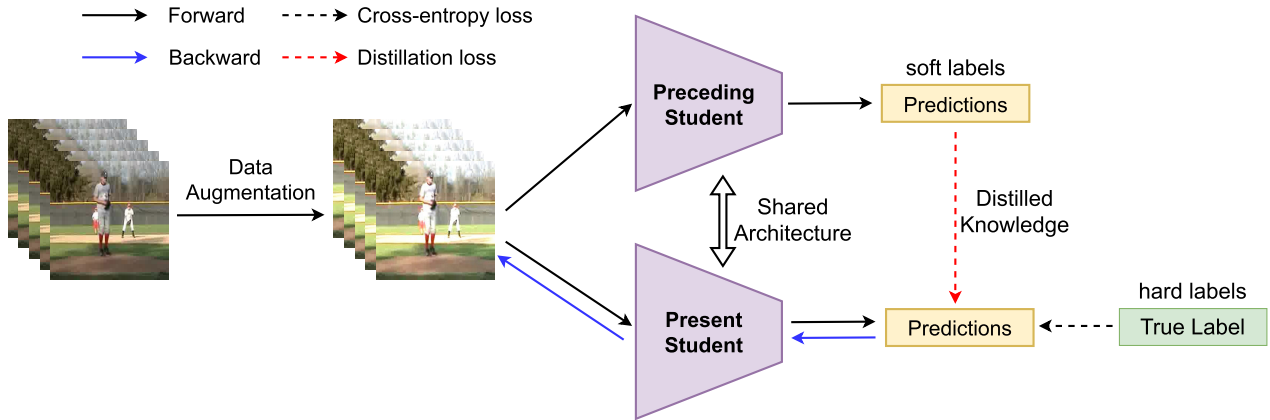 Forward
Cross-entropy loss
Backward
Distillation loss
Data
Augmentation
Preceding
Student
soft labels
Predictions
Shared
Architecture
Distilled
Knowledge
Present
Student
Predictions
hard labels
True Label